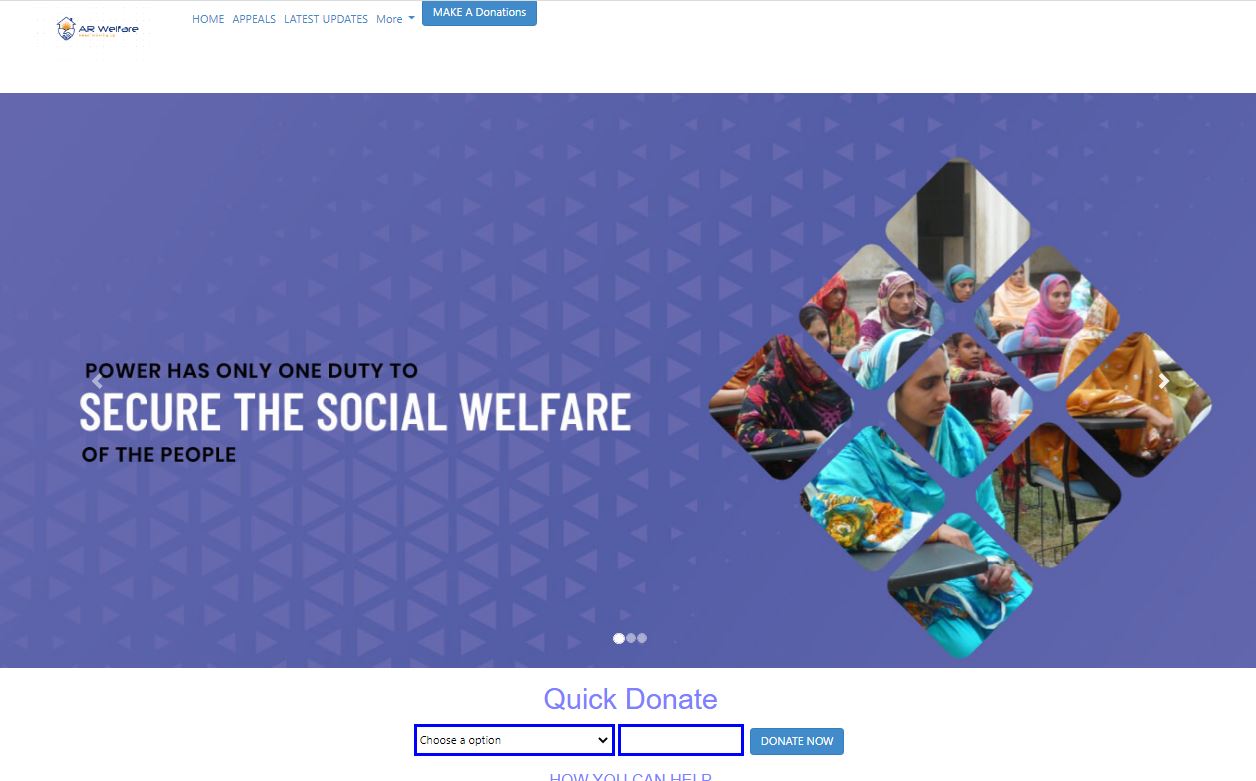 AR Welfare
HOME APPEALS LATEST UPDATES More
MAKE A Donations
POWER HAS ONLY ONE DUTY TO
SECURE THE SOCIAL WELFARE
OF THE PEOPLE
Quick Donate
Choose a option
DONATE NOW
HOW YOU CAN HELP